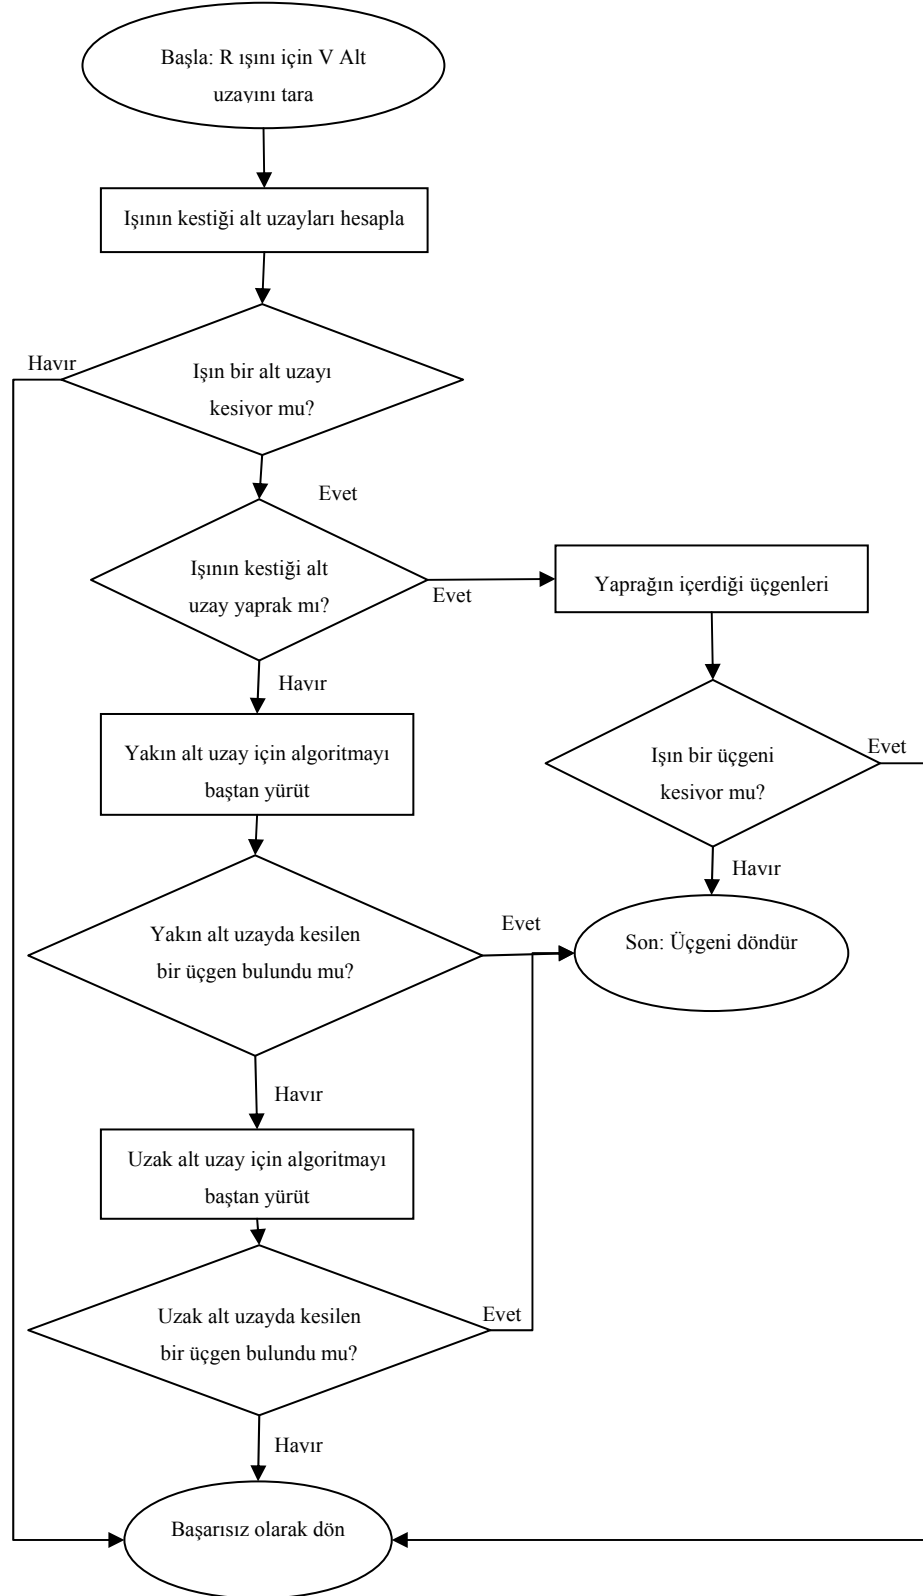 Başla: R ışını için V Alt
uzayını tara
Işının kestiği alt uzayları hesapla
Hayır
Işın bir alt uzayı
kesiyor mu?
Evet
Işının kestiği alt
uzay yaprak mı?
Evet
Yaprağın içerdiği üçgenleri
Hayır
Yakın alt uzay için algoritmayı
baştan yürüt
Işın bir üçgeni
kesiyor mu?
Evet
Hayır
Yakın alt uzayda kesilen
bir üçgen bulundu mu?
Evet
Son: Üçgeni döndür
Hayır
Uzak alt uzay için algoritmayı
baştan yürüt
Uzak alt uzayda kesilen
bir üçgen bulundu mu?
Evet
Hayır
Başarısız olarak dön